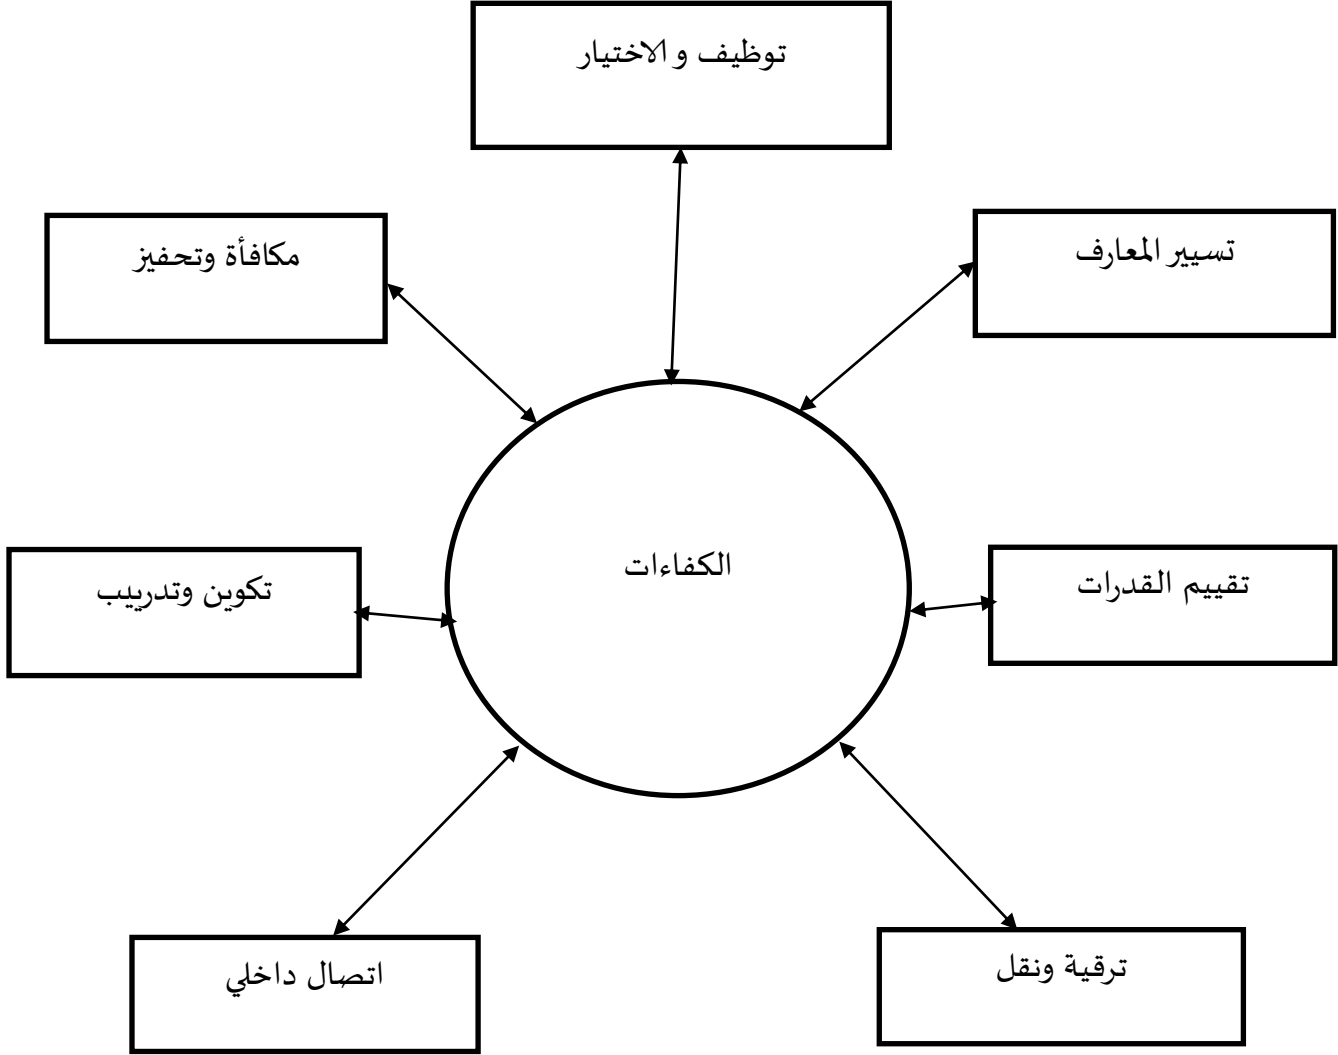 توظيف و الاختيار
تسيير المعارف
مكافأة وتحفيز
الكفاءات
تقييم القدرات
تكوين وتدريب
ترقية ونقل
اتصال داخلي